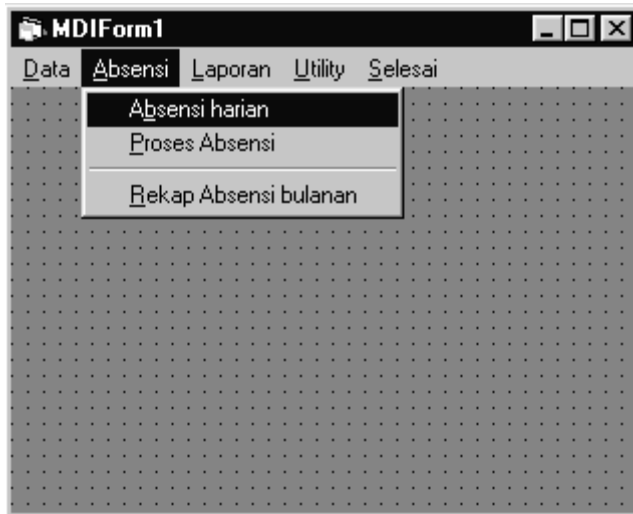 MDIForm1
Data Absensi Laporan Utility Selesai
Absensi harian
Proses Absensi
Rekap Absensi bulanan